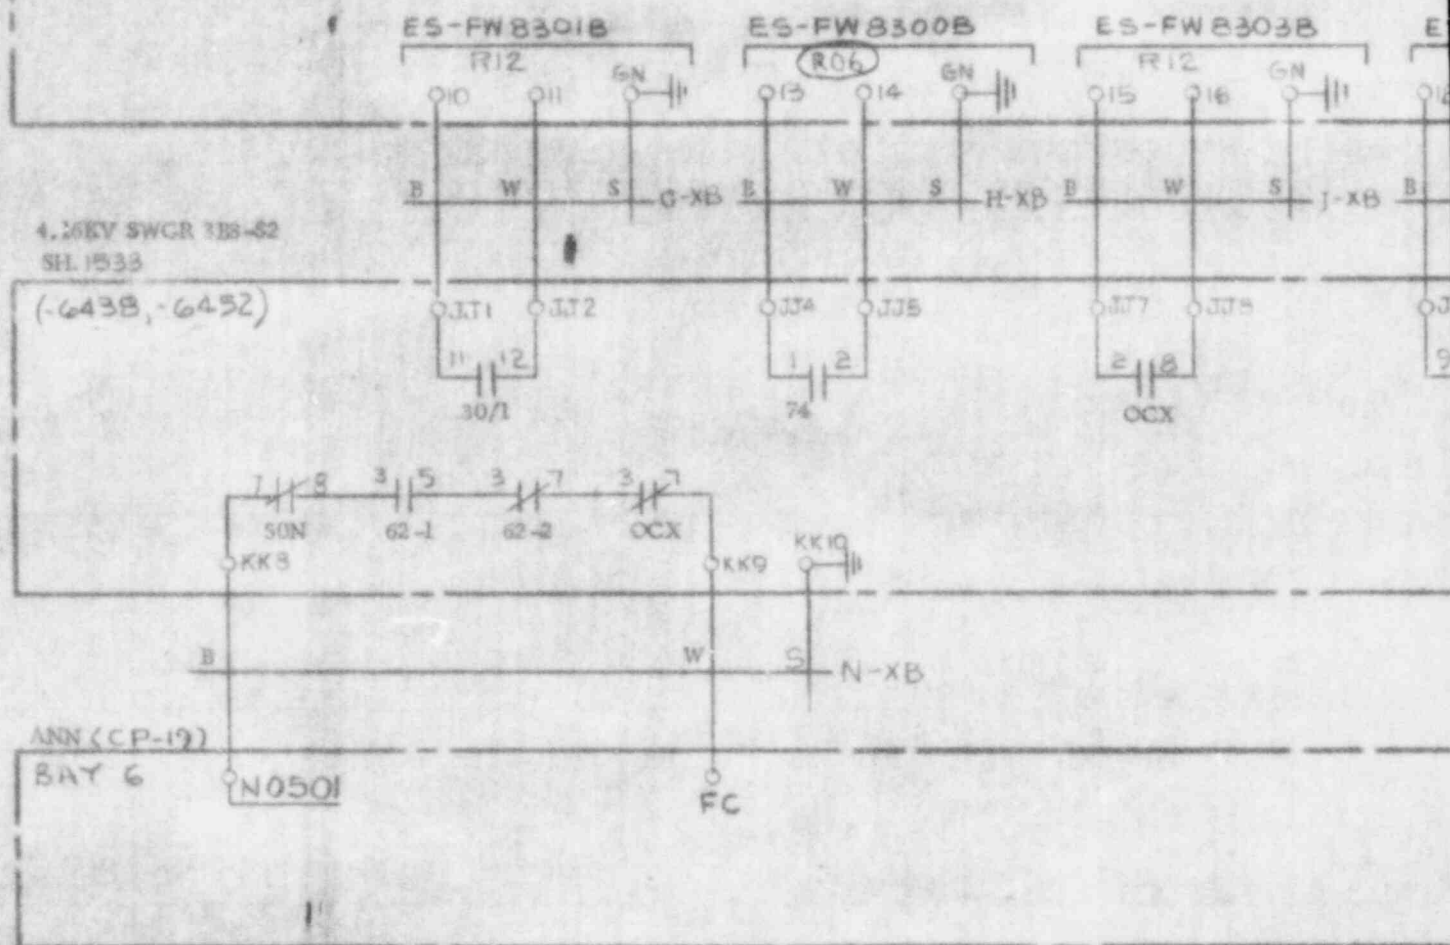 ES-FW8301B ES-FW8300B ES-FW8303B E
R12 R06 R12
10 11 GN 13 14 GN 15 16 GN
B W S G-XB B W S H-XB B W S J-XB B
4.16KV SWGR 3B8-S2
SH. 1533
(-6438, -6452)
JJ1 JJ2 JJ4 JJ5 JJ7 JJ8 J
11 12 1 2 2 8 9
30/1 74 OCX
7 8 3 5 3 7 3 7
50N 62-1 62-2 OCX
KK8 KK9 KK10
B W S N-XB
ANN (CP-19)
BAY 6
N0501 FC